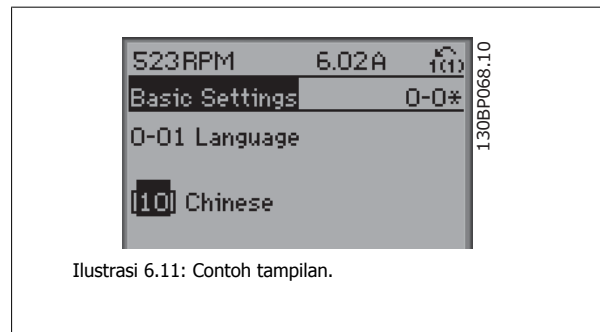 523RPM 6.02A 1(1)
Basic Settings 0-0*
0-01 Language
[10] Chinese
130BP068.10
Ilustrasi 6.11: Contoh tampilan.